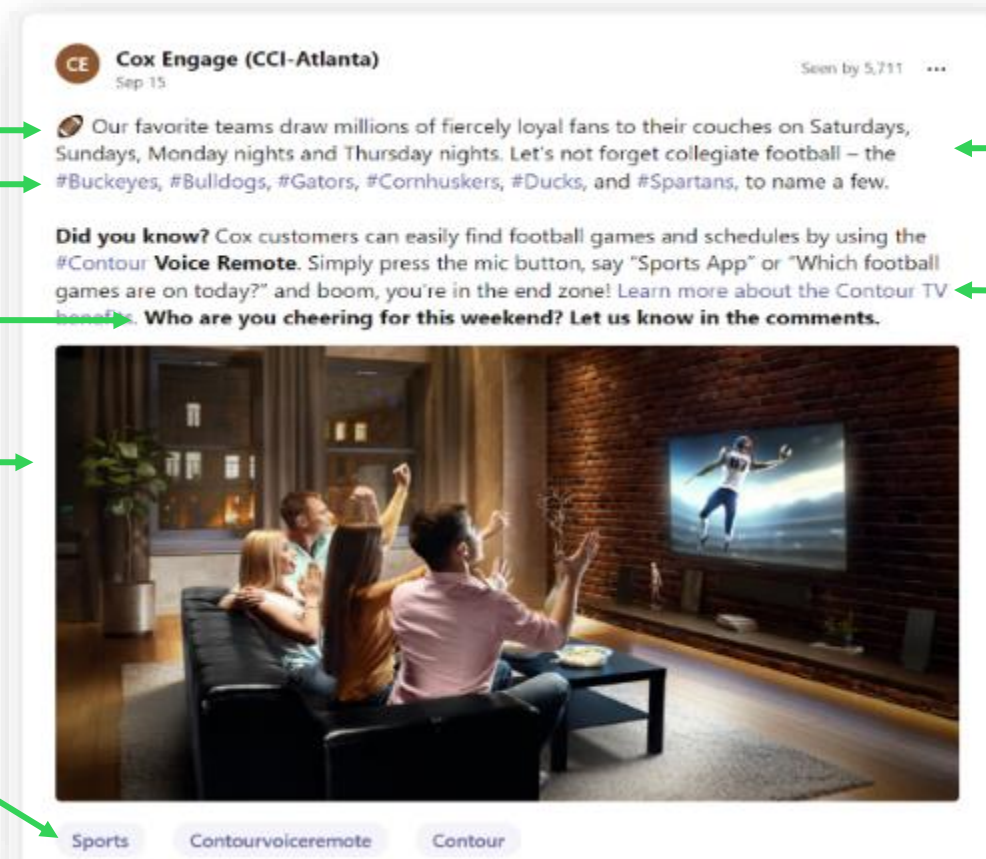 CE
Cox Engage (CCI-Atlanta)
Sep 15
Seen by 5,711 ...
🏈 Our favorite teams draw millions of fiercely loyal fans to their couches on Saturdays,
Sundays, Monday nights and Thursday nights. Let's not forget collegiate football – the
#Buckeyes, #Bulldogs, #Gators, #Cornhuskers, #Ducks, and #Spartans, to name a few.
Did you know? Cox customers can easily find football games and schedules by using the
#Contour Voice Remote. Simply press the mic button, say "Sports App" or "Which football
games are on today?" and boom, you're in the end zone! Learn more about the Contour TV
benefits. Who are you cheering for this weekend? Let us know in the comments.
Sports Contourvoiceremote Contour